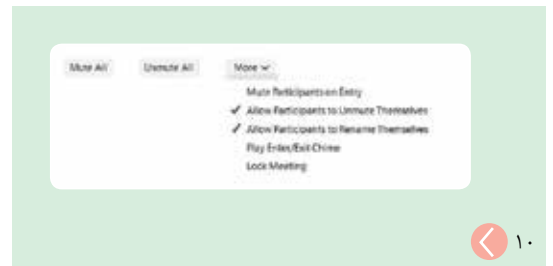 Mute All Unmute All More
Mute Participants on Entry
✓ Allow Participants to Unmute Themselves
✓ Allow Participants to Rename Themselves
Play Enter/Exit Chime
Lock Meeting
١٠